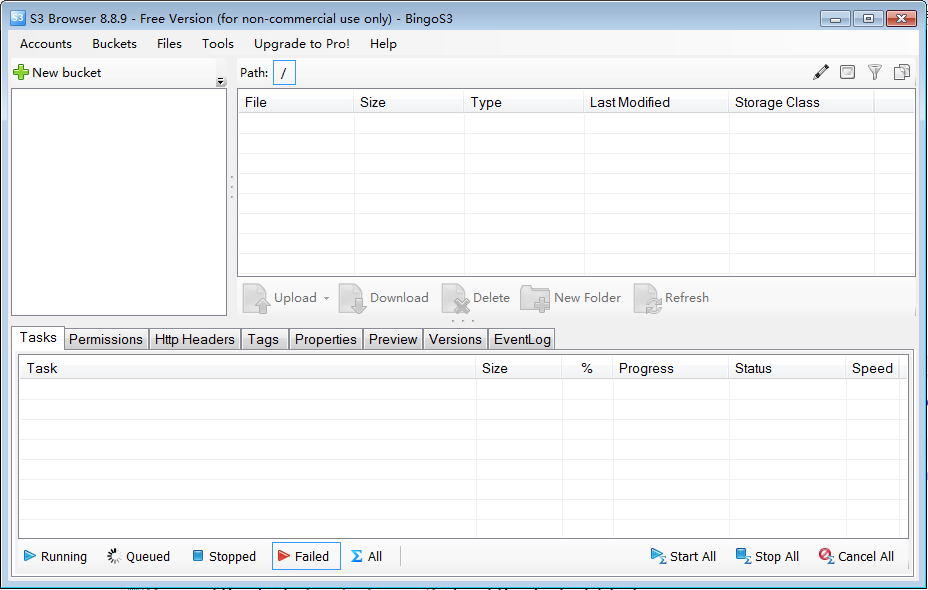 S3 S3 Browser 8.8.9 - Free Version (for non-commercial use only) - BingoS3
Accounts Buckets Files Tools Upgrade to Pro! Help
New bucket Path: /
File Size Type Last Modified Storage Class
Upload Download Delete New Folder Refresh
Tasks Permissions Http Headers Tags Properties Preview Versions EventLog
Task Size % Progress Status Speed
Running Queued Stopped Failed Σ All Start All Stop All Cancel All